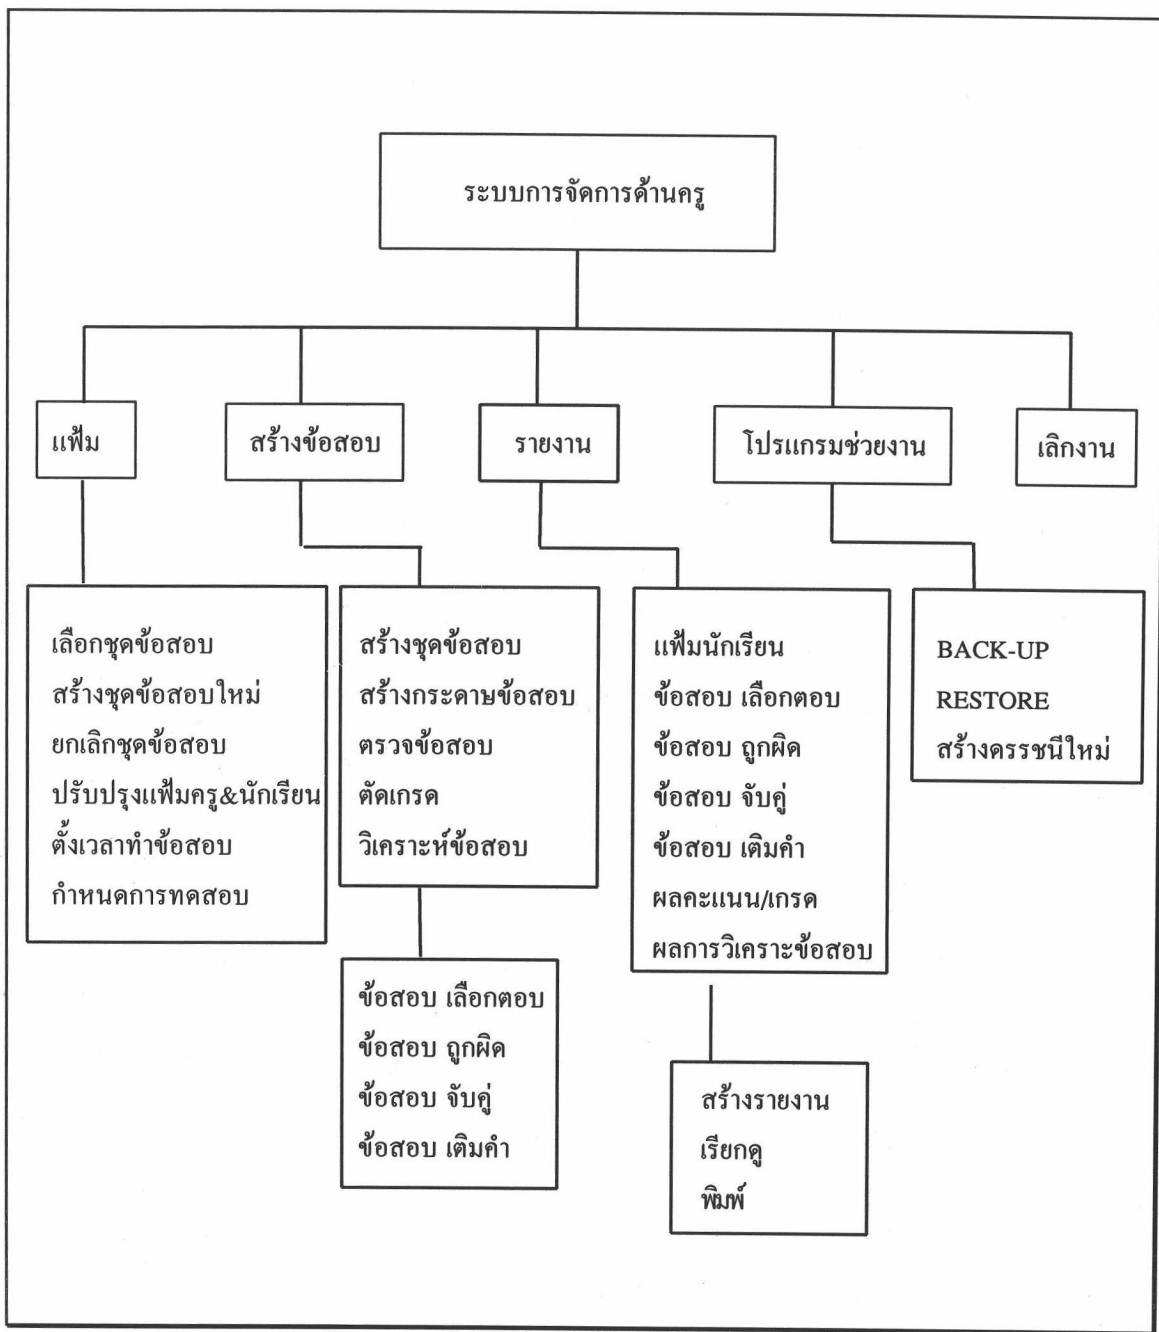 ระบบการจัดการด้านครู
แฟ้ม
สร้างข้อสอบ
รายงาน
โปรแกรมช่วยงาน
เลิกงาน
เลือกชุดข้อสอบ
สร้างชุดข้อสอบใหม่
ยกเลิกชุดข้อสอบ
ปรับปรุงแฟ้มครู&นักเรียน
ตั้งเวลาทำข้อสอบ
กำหนดการทดสอบ
สร้างชุดข้อสอบ
สร้างกระดาษข้อสอบ
ตรวจข้อสอบ
ตัดเกรด
วิเคราะห์ข้อสอบ
ข้อสอบ เลือกตอบ
ข้อสอบ ถูกผิด
ข้อสอบ จับคู่
ข้อสอบ เติมคำ
แฟ้มนักเรียน
ข้อสอบ เลือกตอบ
ข้อสอบ ถูกผิด
ข้อสอบ จับคู่
ข้อสอบ เติมคำ
ผลคะแนน/เกรด
ผลการวิเคราะข้อสอบ
สร้างรายงาน
เรียกดู
พิมพ์
BACK-UP
RESTORE
สร้างดรรชนีใหม่